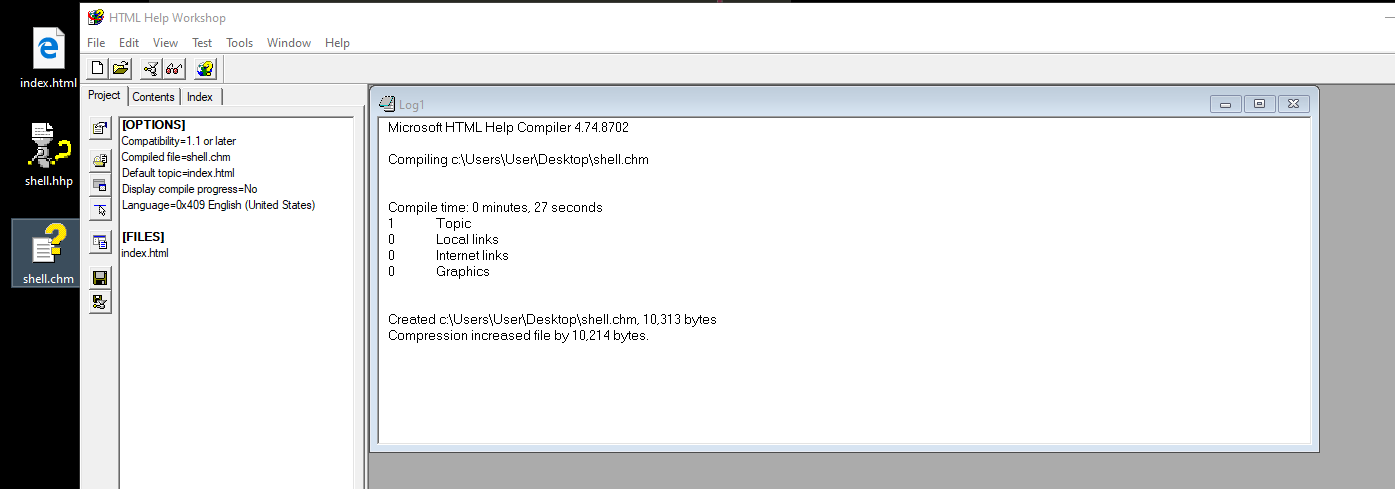 HTML Help Workshop
File Edit View Test Tools Window Help
index.html
shell.hhp
shell.chm
Project Contents Index
[OPTIONS]
Compatibility=1.1 or later
Compiled file=shell.chm
Default topic=index.html
Display compile progress=No
Language=0x409 English (United States)
[FILES]
index.html
Log1
Microsoft HTML Help Compiler 4.74.8702
Compiling c:\Users\User\Desktop\shell.chm
Compile time: 0 minutes, 27 seconds
1 Topic
0 Local links
0 Internet links
0 Graphics
Created c:\Users\User\Desktop\shell.chm, 10,313 bytes
Compression increased file by 10,214 bytes.